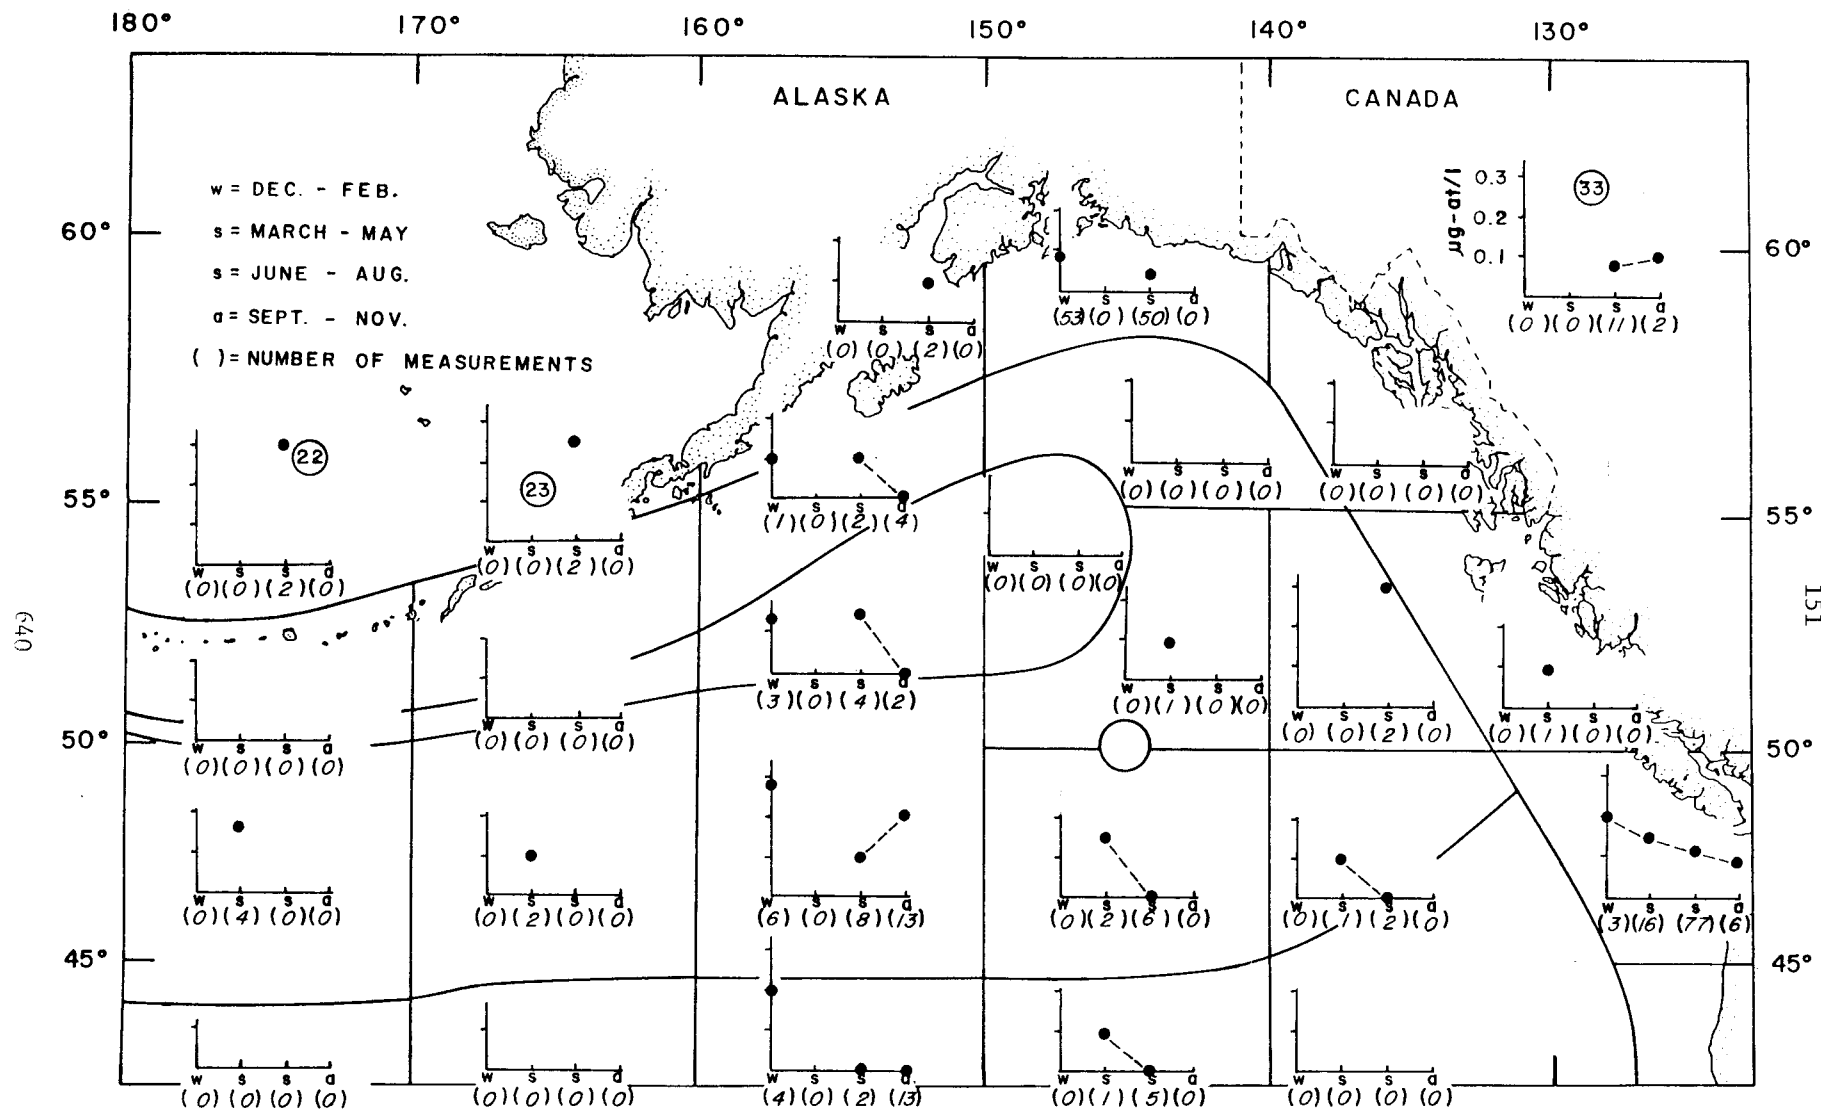 180° 170° 160° 150° 140° 130°
ALASKA CANADA
w = DEC. - FEB.
s = MARCH - MAY
s = JUNE - AUG.
a = SEPT. - NOV.
( ) = NUMBER OF MEASUREMENTS
µg-at/l
0.3
0.2
0.1
33
w s s a
(0)(0)(11)(2)
60° 60°
w s s a
(53)(0)(50)(0)
w s s a
(0)(0)(2)(0)
22
23
55° 55°
w s s a
(0)(0)(0)(0)
w s s a
(0)(0)(0)(0)
w s s a
(1)(0)(2)(4)
w s s a
(0)(0)(2)(0)
w s s a
(0)(0)(2)(0)
w s s a
(0)(0)(0)(0)
640
151
w s s a
(3)(0)(4)(2)
w s s a
(0)(1)(0)(0)
w s s a
(0)(0)(2)(0)
w s s a
(0)(1)(0)(0)
50° 50°
w s s a
(0)(0)(0)(0)
w s s a
(0)(0)(0)(0)
w s s a
(0)(4)(0)(0)
w s s a
(0)(2)(0)(0)
w s s a
(6)(0)(8)(13)
w s s a
(0)(2)(6)(0)
w s s a
(0)(1)(2)(0)
w s s a
(3)(16)(77)(6)
45° 45°
w s s a
(0)(0)(0)(0)
w s s a
(0)(0)(0)(0)
w s s a
(4)(0)(2)(13)
w s s a
(0)(1)(5)(0)
w s s a
(0)(0)(0)(0)